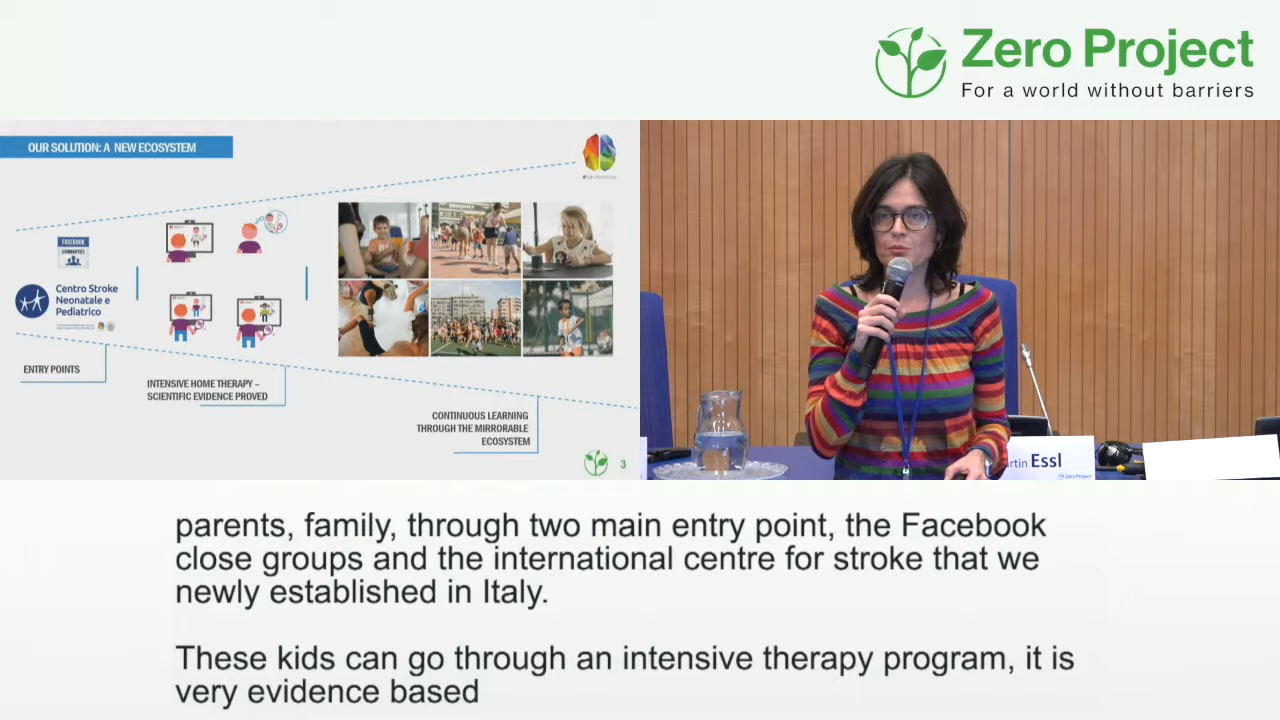 Zero Project
For a world without barriers
OUR SOLUTION: A NEW ECOSYSTEM
FACEBOOK
COMMUNITIES
Centro Stroke
Neonatale e
Pediatrico
ENTRY POINTS
INTENSIVE HOME THERAPY –
SCIENTIFIC EVIDENCE PROVED
CONTINUOUS LEARNING
THROUGH THE MIRRORABLE
ECOSYSTEM
3
rtin Essl
Zero Project
parents, family, through two main entry point, the Facebook
close groups and the international centre for stroke that we
newly established in Italy.
These kids can go through an intensive therapy program, it is
very evidence based